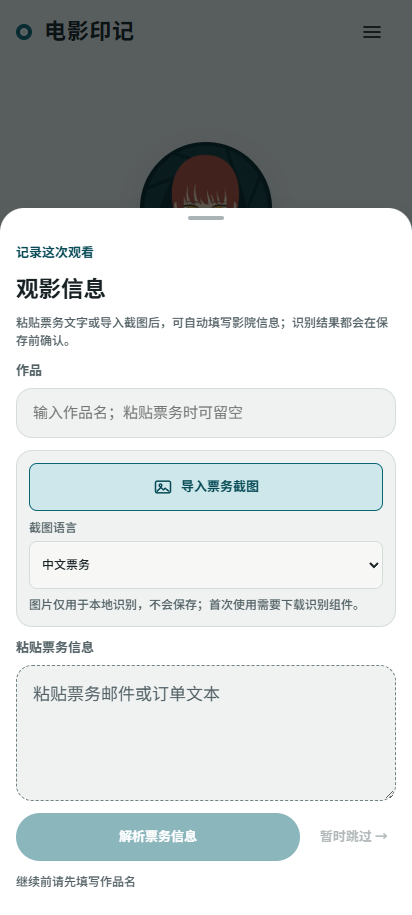 电影印记
记录这次观看
观影信息
粘贴票务文字或导入截图后，可自动填写影院信息；识别结果都会在保
存前确认。
作品
输入作品名；粘贴票务时可留空
导入票务截图
截图语言
中文票务
图片仅用于本地识别，不会保存；首次使用需要下载识别组件。
粘贴票务信息
粘贴票务邮件或订单文本
解析票务信息
暂时跳过 →
继续前请先填写作品名